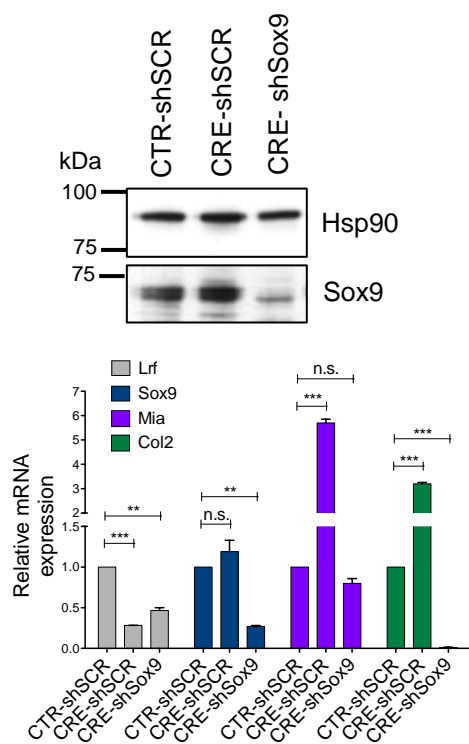 CTR-shSCR
CRE-shSCR
CRE- shSox9
kDa
100
75
Hsp90
75
Sox9
Lrf
Sox9
Mia
Col2
Relative mRNA
expression
7
6
5
4
3
2
1.5
1.0
0.5
0.0
***
**
n.s.
**
***
n.s.
***
***
CTR-shSCR
CRE-shSCR
CRE-shSox9
CTR-shSCR
CRE-shSCR
CRE-shSox9
CTR-shSCR
CRE-shSCR
CRE-shSox9
CTR-shSCR
CRE-shSCR
CRE-shSox9